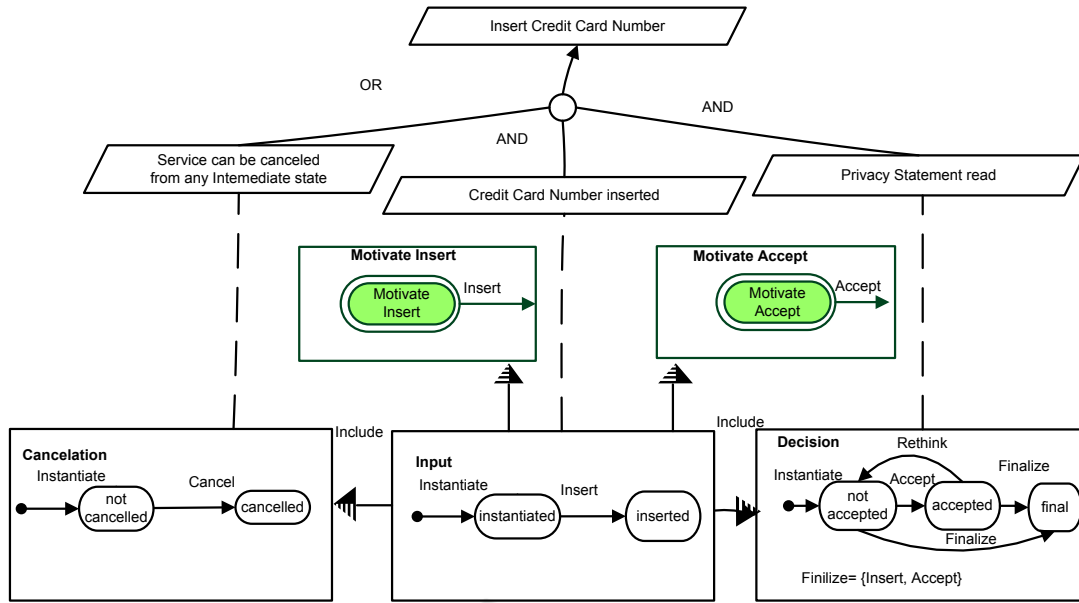 Insert Credit Card Number
OR
AND
AND
Service can be canceled
from any Intemediate state
Credit Card Number inserted
Privacy Statement read
Motivate Insert
Motivate
Insert
Insert
Motivate Accept
Motivate
Accept
Accept
Include
Include
Cancelation
Instantiate
not
cancelled
Cancel
cancelled
Input
Instantiate
instantiated
Insert
inserted
Decision
Rethink
Instantiate
not
accepted
Accept
accepted
Finalize
final
Finalize
Finilize= {Insert, Accept}